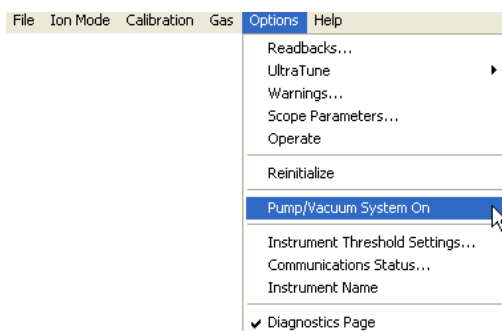 File Ion Mode Calibration Gas Options Help
Readbacks...
UltraTune
Warnings...
Scope Parameters...
Operate
Reinitialize
Pump/Vacuum System On
Instrument Threshold Settings...
Communications Status...
Instrument Name
Diagnostics Page